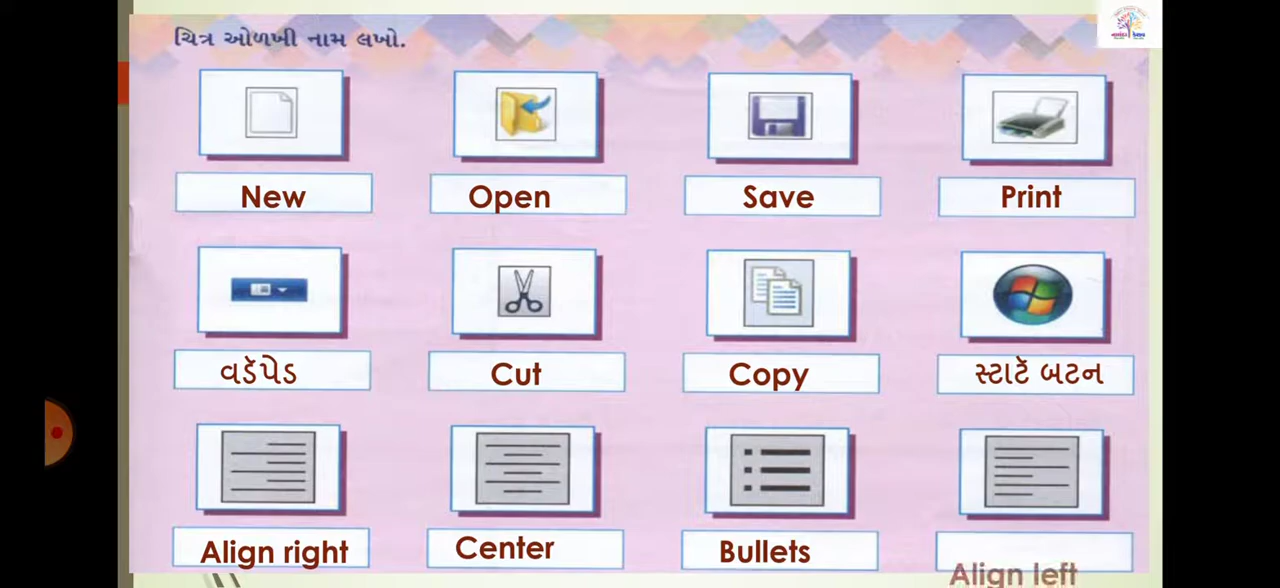 ચિત્ર ઓળખી નામ લખો.
New
Open
Save
Print
વર્ડપેડ
Cut
Copy
સ્ટાર્ટ બટન
Align right
Center
Bullets
Align left